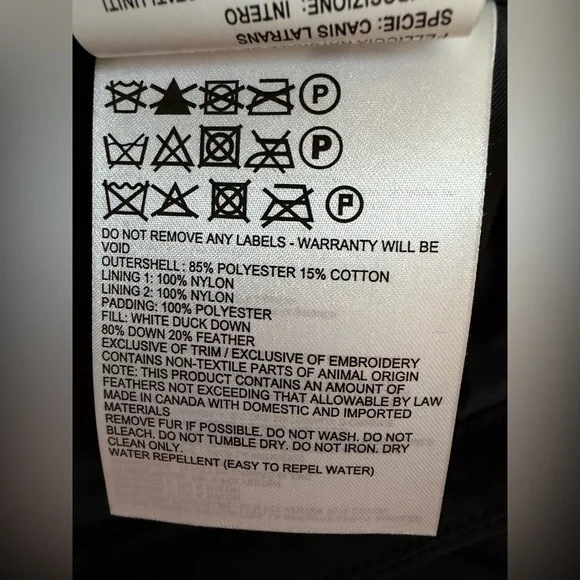 POSIZIONE: INTERO
SPECIE: CANIS LATRANS
P
P
P
DO NOT REMOVE ANY LABELS - WARRANTY WILL BE
VOID
OUTERSHELL: 85% POLYESTER 15% COTTON
LINING 1: 100% NYLON
LINING 2: 100% NYLON
PADDING: 100% POLYESTER
FILL: WHITE DUCK DOWN
80% DOWN 20% FEATHER
EXCLUSIVE OF TRIM / EXCLUSIVE OF EMBROIDERY
CONTAINS NON-TEXTILE PARTS OF ANIMAL ORIGIN
NOTE: THIS PRODUCT CONTAINS AN AMOUNT OF
FEATHERS NOT EXCEEDING THAT ALLOWABLE BY LAW
MADE IN CANADA WITH DOMESTIC AND IMPORTED
MATERIALS
REMOVE FUR IF POSSIBLE. DO NOT WASH. DO NOT
BLEACH. DO NOT TUMBLE DRY. DO NOT IRON. DRY
CLEAN ONLY.
WATER REPELLENT (EASY TO REPEL WATER)